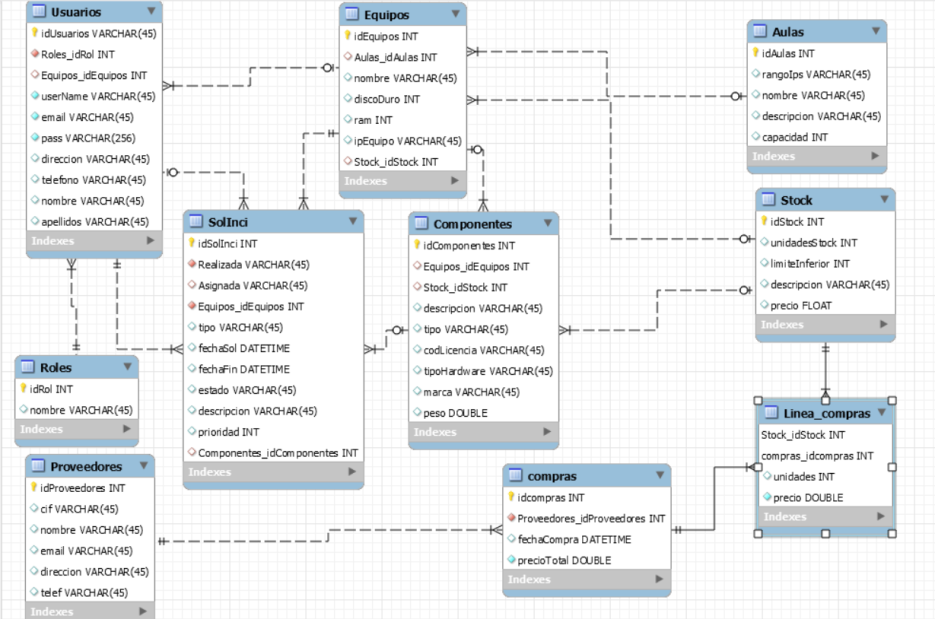 Usuarios
idUsuarios VARCHAR(45)
Roles_idRol INT
Equipos_idEquipos INT
userName VARCHAR(45)
email VARCHAR(45)
pass VARCHAR(256)
direccion VARCHAR(45)
telefono VARCHAR(45)
nombre VARCHAR(45)
apellidos VARCHAR(45)
Indexes
Equipos
idEquipos INT
Aulas_idAulas INT
nombre VARCHAR(45)
discoDuro INT
ram INT
ipEquipo VARCHAR(45)
Stock_idStock INT
Indexes
Aulas
idAulas INT
rangoIps VARCHAR(45)
nombre VARCHAR(45)
descripcion VARCHAR(45)
capacidad INT
Indexes
SolInci
idSolInci INT
Realizada VARCHAR(45)
Asignada VARCHAR(45)
Equipos_idEquipos INT
tipo VARCHAR(45)
fechaSol DATETIME
fechaFin DATETIME
estado VARCHAR(45)
descripcion VARCHAR(45)
prioridad INT
Componentes_idComponentes INT
Indexes
Componentes
idComponentes INT
Equipos_idEquipos INT
Stock_idStock INT
descripcion VARCHAR(45)
tipo VARCHAR(45)
codLicencia VARCHAR(45)
tipoHardware VARCHAR(45)
marca VARCHAR(45)
peso DOUBLE
Indexes
Stock
idStock INT
unidadesStock INT
limiteInferior INT
descripcion VARCHAR(45)
precio FLOAT
Indexes
Roles
idRol INT
nombre VARCHAR(45)
Indexes
Linea_compras
Stock_idStock INT
compras_idcompras INT
unidades INT
precio DOUBLE
Indexes
Proveedores
idProveedores INT
cif VARCHAR(45)
nombre VARCHAR(45)
email VARCHAR(45)
direccion VARCHAR(45)
telef VARCHAR(45)
Indexes
compras
idcompras INT
Proveedores_idProveedores INT
fechaCompra DATETIME
precioTotal DOUBLE
Indexes